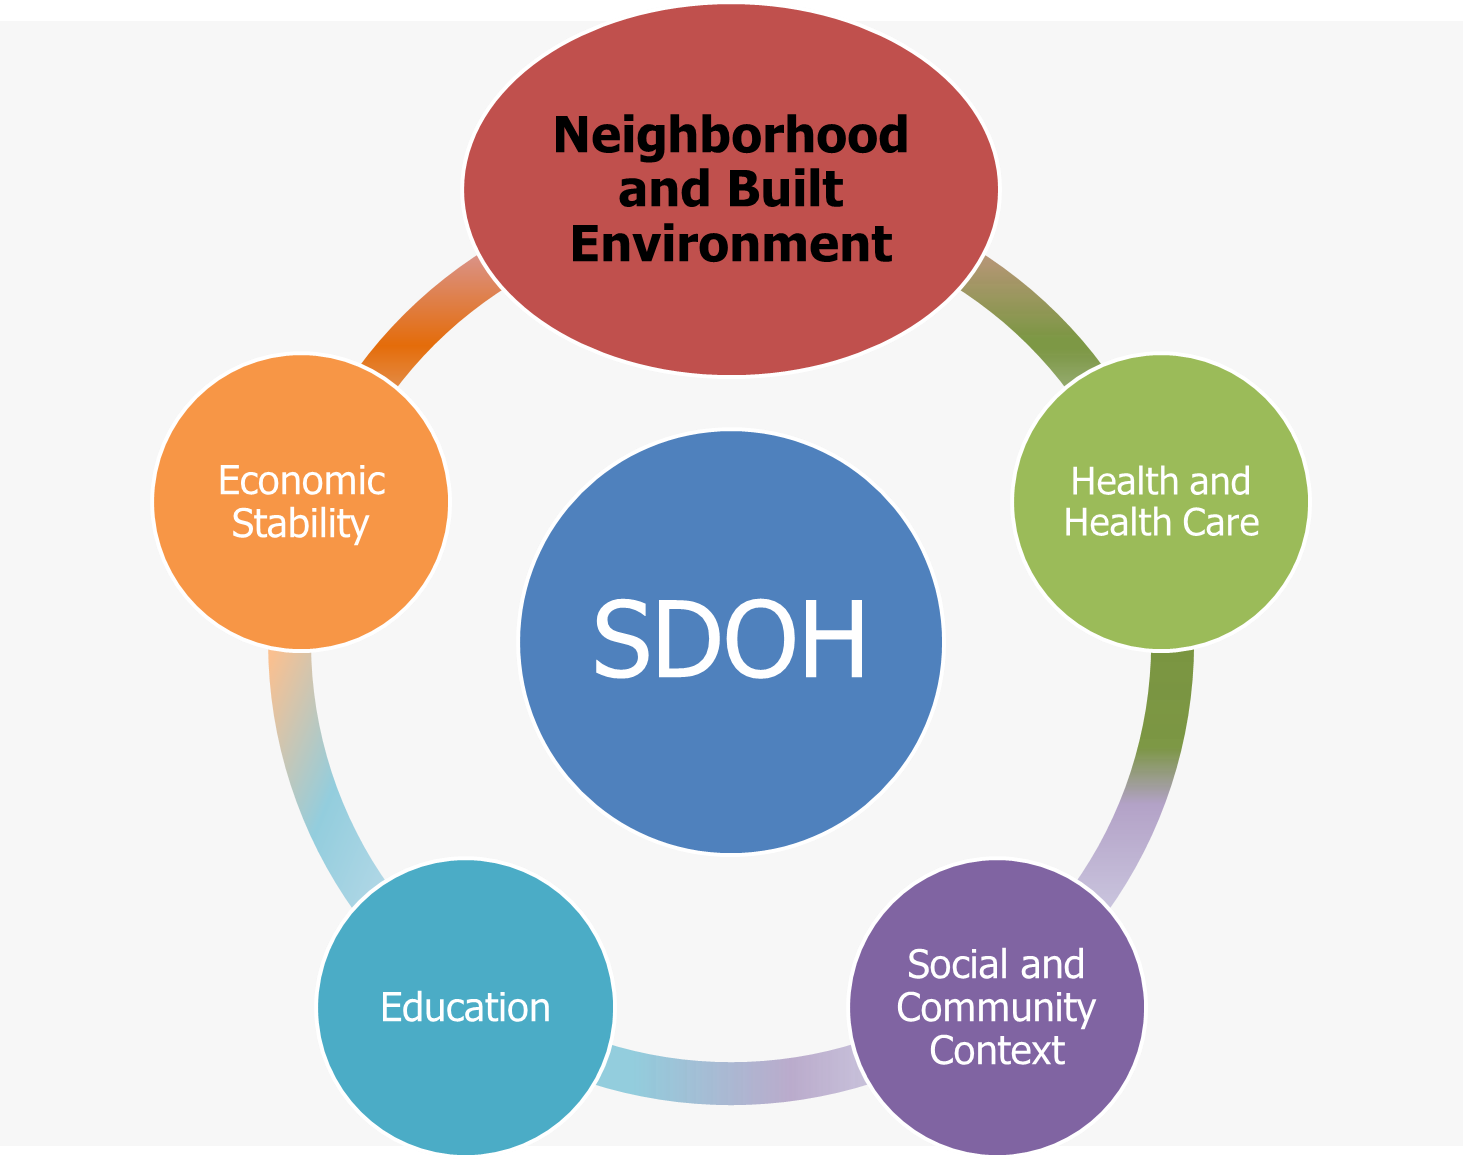 Neighborhood
and Built
Environment
Economic
Stability
Health and
Health Care
SDOH
Education
Social and
Community
Context